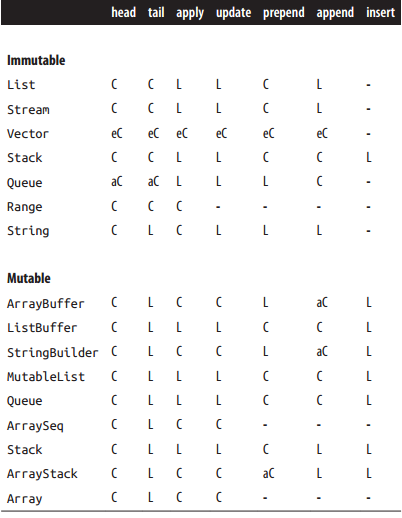 head tail apply update prepend append insert
Immutable
List C C L L C L -
Stream C C L L C L -
Vector eC eC eC eC eC eC -
Stack C C L L C C L
Queue aC aC L L L C -
Range C C C - - - -
String C L C L L L -
Mutable
ArrayBuffer C L C C L aC L
ListBuffer C L L L C C L
StringBuilder C L C C L aC L
MutableList C L L L C C L
Queue C L L L C C L
ArraySeq C L C C - - -
Stack C L L L C L L
ArrayStack C L C C aC L L
Array C L C C - - -